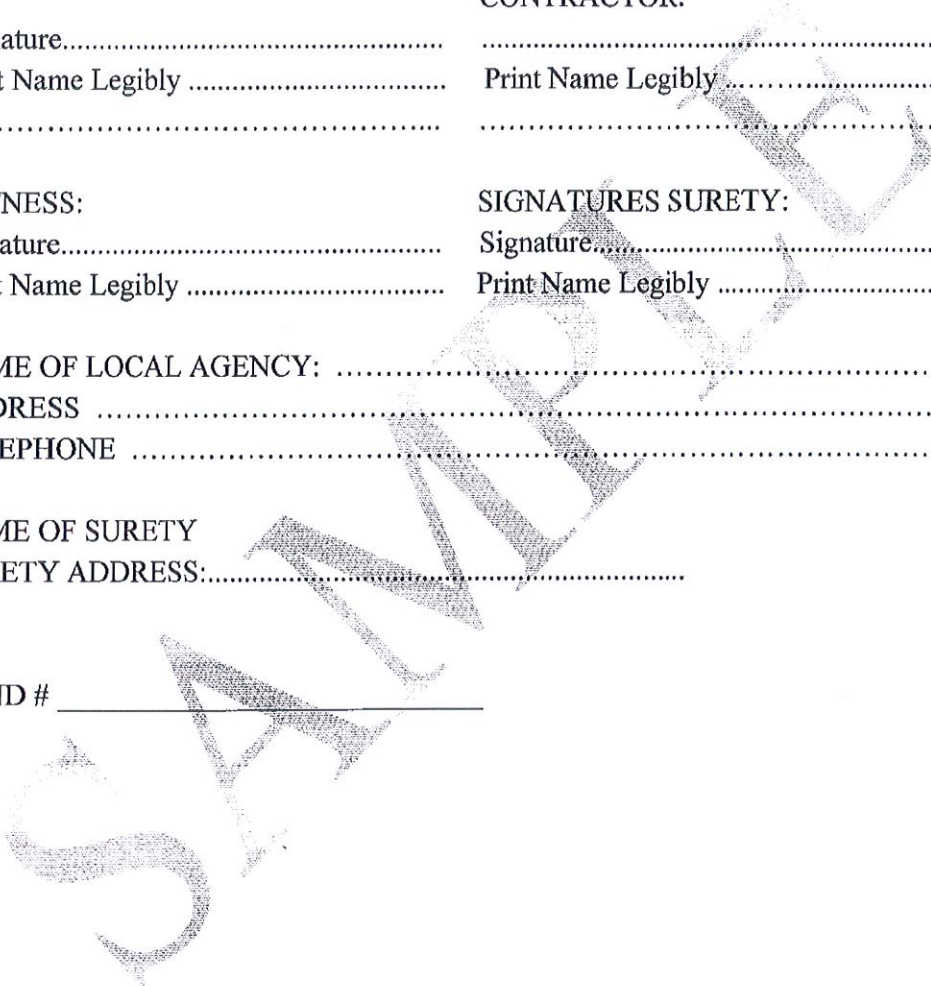 CONTRACTOR:
ature.................................................. ..................................................
t Name Legibly .................................. Print Name Legibly ..................................
.................................................. ..................................................
NESS: SIGNATURES SURETY:
ature.................................................. Signature..................................................
t Name Legibly .................................. Print Name Legibly ..................................
ME OF LOCAL AGENCY: ..................................................
DRESS ..................................................
EPHONE ..................................................
ME OF SURETY
ETY ADDRESS:..................................................
ND # ____________________
SAMPLE